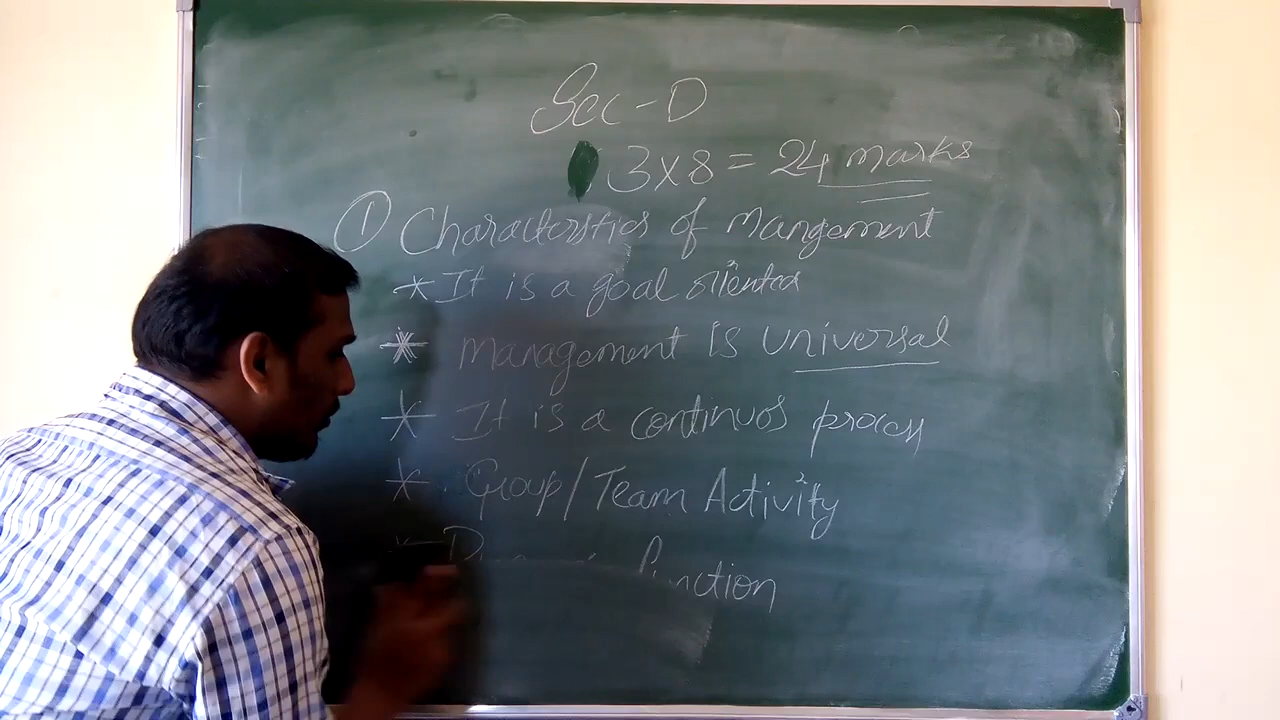 Sec-D
3x8 = 24 marks
① Characterstics of Mangement
* It is a goal oriented
* Management is universal
* It is a continuos process
* Group/Team Activity
* function